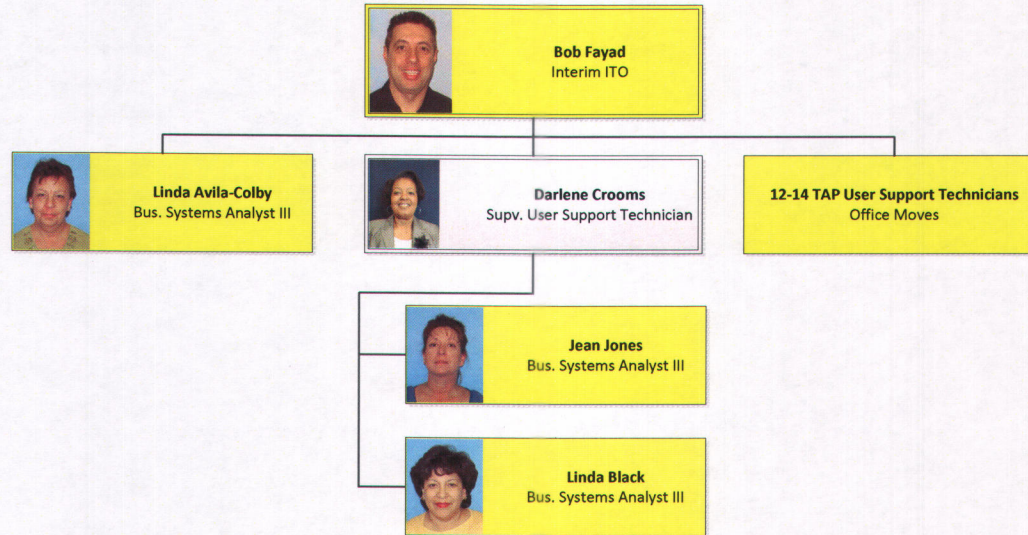 Bob Fayad
Interim ITO
Linda Avila-Colby
Bus. Systems Analyst III
Darlene Crooms
Supv. User Support Technician
12-14 TAP User Support Technicians
Office Moves
Jean Jones
Bus. Systems Analyst III
Linda Black
Bus. Systems Analyst III